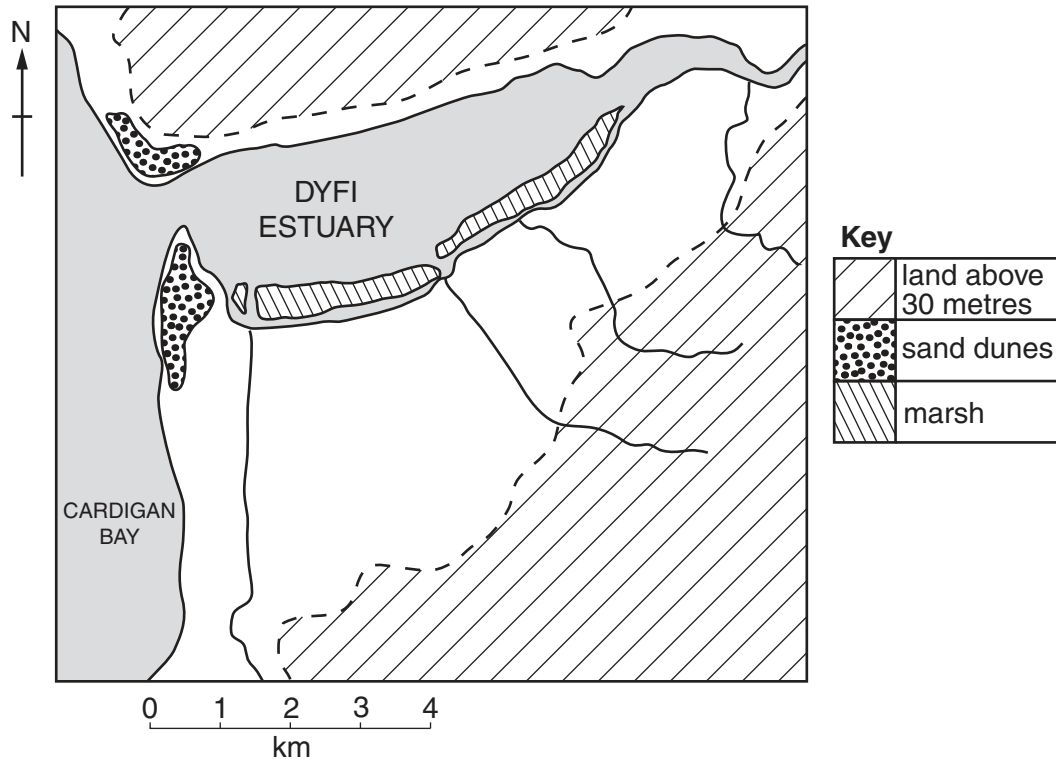 N
DYFI
ESTUARY
CARDIGAN
BAY
Key
land above
30 metres
sand dunes
marsh
0 1 2 3 4
km